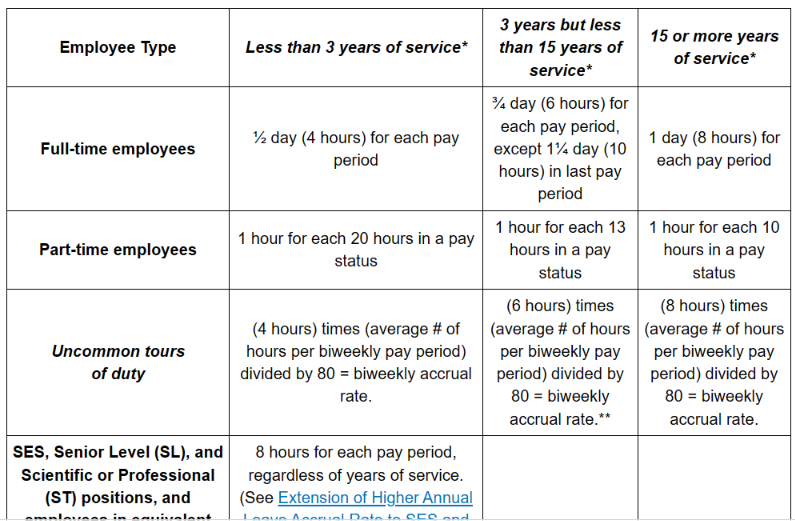 Employee Type
Less than 3 years of service*
3 years but less
than 15 years of
service*
15 or more years
of service*
Full-time employees
½ day (4 hours) for each pay
period
¾ day (6 hours) for
each pay period,
except 1¼ day (10
hours) in last pay
period
1 day (8 hours) for
each pay period
Part-time employees
1 hour for each 20 hours in a pay
status
1 hour for each 13
hours in a pay
status
1 hour for each 10
hours in a pay
status
Uncommon tours
of duty
(4 hours) times (average # of
hours per biweekly pay period)
divided by 80 = biweekly accrual
rate.
(6 hours) times
(average # of hours
per biweekly pay
period) divided by
80 = biweekly
accrual rate.**
(8 hours) times
(average # of hours
per biweekly pay
period) divided by
80 = biweekly
accrual rate.
SES, Senior Level (SL), and
Scientific or Professional
(ST) positions, and
employees in equivalent
8 hours for each pay period,
regardless of years of service.
(See Extension of Higher Annual
Leave Accrual Rate to SES and